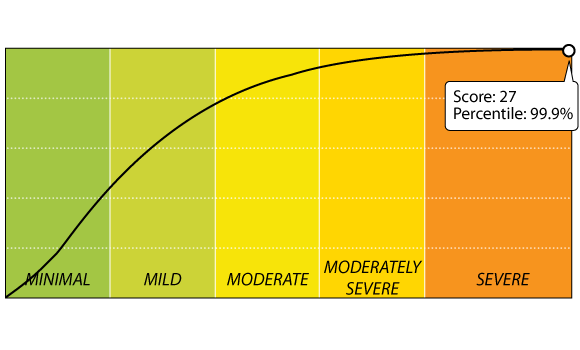 Score: 27
Percentile: 99.9%
MINIMAL
MILD
MODERATE
MODERATELY
SEVERE
SEVERE